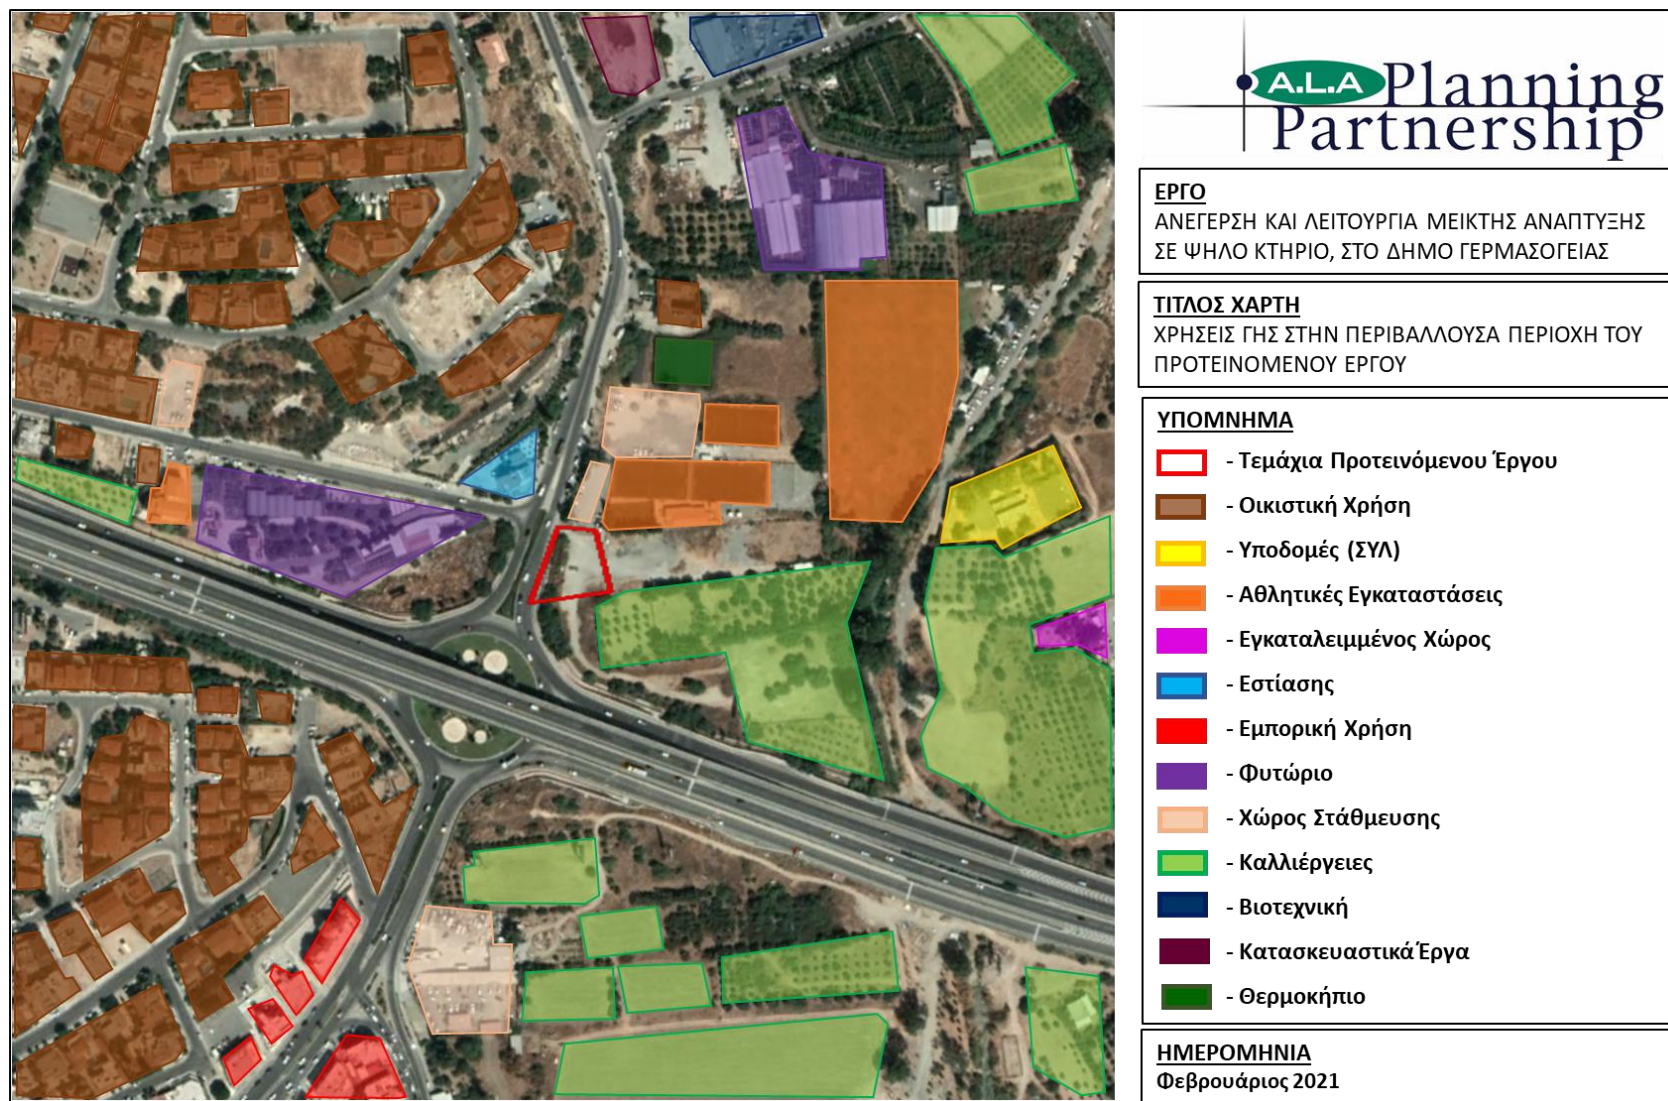 A.L.A Planning
Partnership
ΕΡΓΟ
ΑΝΕΓΕΡΣΗ ΚΑΙ ΛΕΙΤΟΥΡΓΙΑ ΜΕΙΚΤΗΣ ΑΝΑΠΤΥΞΗΣ
ΣΕ ΨΗΛΟ ΚΤΗΡΙΟ, ΣΤΟ ΔΗΜΟ ΓΕΡΜΑΣΟΓΕΙΑΣ
ΤΙΤΛΟΣ ΧΑΡΤΗ
ΧΡΗΣΕΙΣ ΓΗΣ ΣΤΗΝ ΠΕΡΙΒΑΛΛΟΥΣΑ ΠΕΡΙΟΧΗ ΤΟΥ
ΠΡΟΤΕΙΝΟΜΕΝΟΥ ΕΡΓΟΥ
ΥΠΟΜΝΗΜΑ
- Τεμάχια Προτεινόμενου Έργου
- Οικιστική Χρήση
- Υποδομές (ΣΥΛ)
- Αθλητικές Εγκαταστάσεις
- Εγκαταλειμμένος Χώρος
- Εστίασης
- Εμπορική Χρήση
- Φυτώριο
- Χώρος Στάθμευσης
- Καλλιέργειες
- Βιοτεχνική
- Κατασκευαστικά Έργα
- Θερμοκήπιο
ΗΜΕΡΟΜΗΝΙΑ
Φεβρουάριος 2021